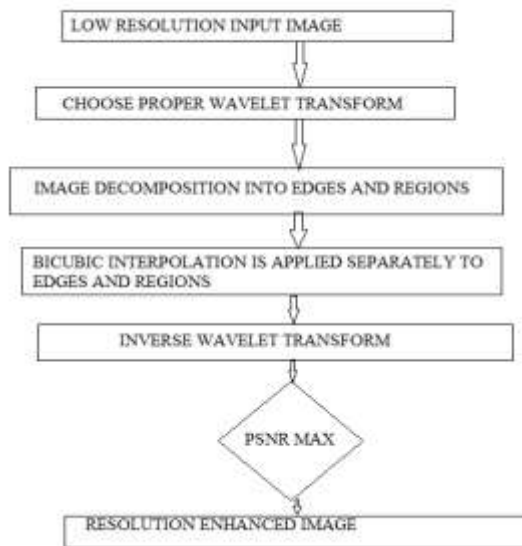 LOW RESOLUTION INPUT IMAGE
CHOOSE PROPER WAVELET TRANSFORM
IMAGE DECOMPOSITION INTO EDGES AND REGIONS
BICUBIC INTERPOLATION IS APPLIED SEPARATELY TO
EDGES AND REGIONS
INVERSE WAVELET TRANSFORM
PSNR MAX
RESOLUTION ENHANCED IMAGE